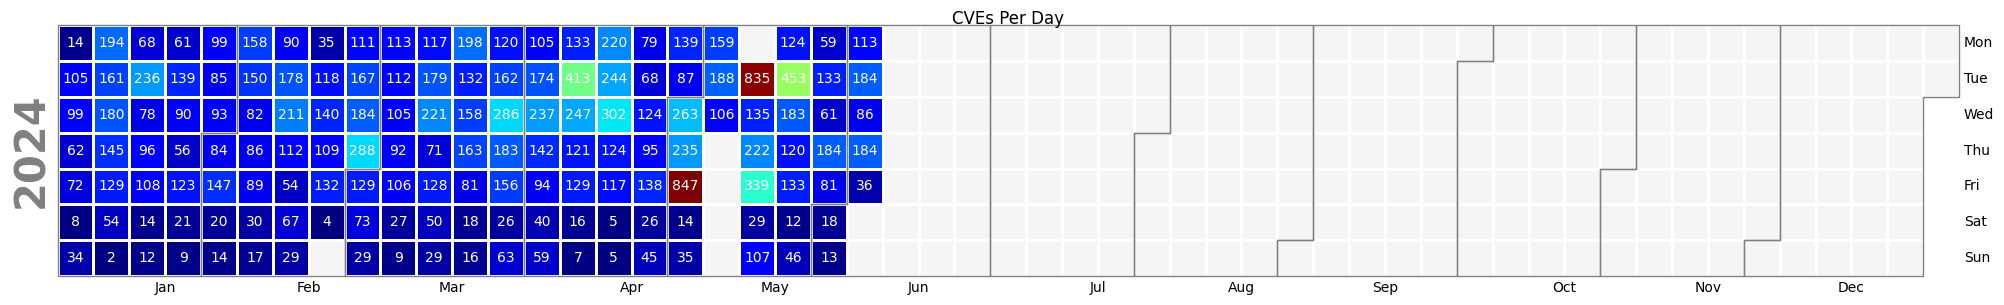 CVEs Per Day
2024
14 194 68 61 99 158 90 35 111 113 117 198 120 105 133 220 79 139 159 124 59 113 Mon
105 161 236 139 85 150 178 118 167 112 179 132 162 174 413 244 68 87 188 835 453 133 184 Tue
99 180 78 90 93 82 211 140 184 105 221 158 286 237 247 302 124 263 106 135 183 61 86 Wed
62 145 96 56 84 86 112 109 288 92 71 163 183 142 121 124 95 235 222 120 184 184 Thu
72 129 108 123 147 89 54 132 129 106 128 81 156 94 129 117 138 847 339 133 81 36 Fri
8 54 14 21 20 30 67 4 73 27 50 18 26 40 16 5 26 14 29 12 18 Sat
34 2 12 9 14 17 29 29 9 29 16 63 59 7 5 45 35 107 46 13 Sun
Jan Feb Mar Apr May Jun Jul Aug Sep Oct Nov Dec